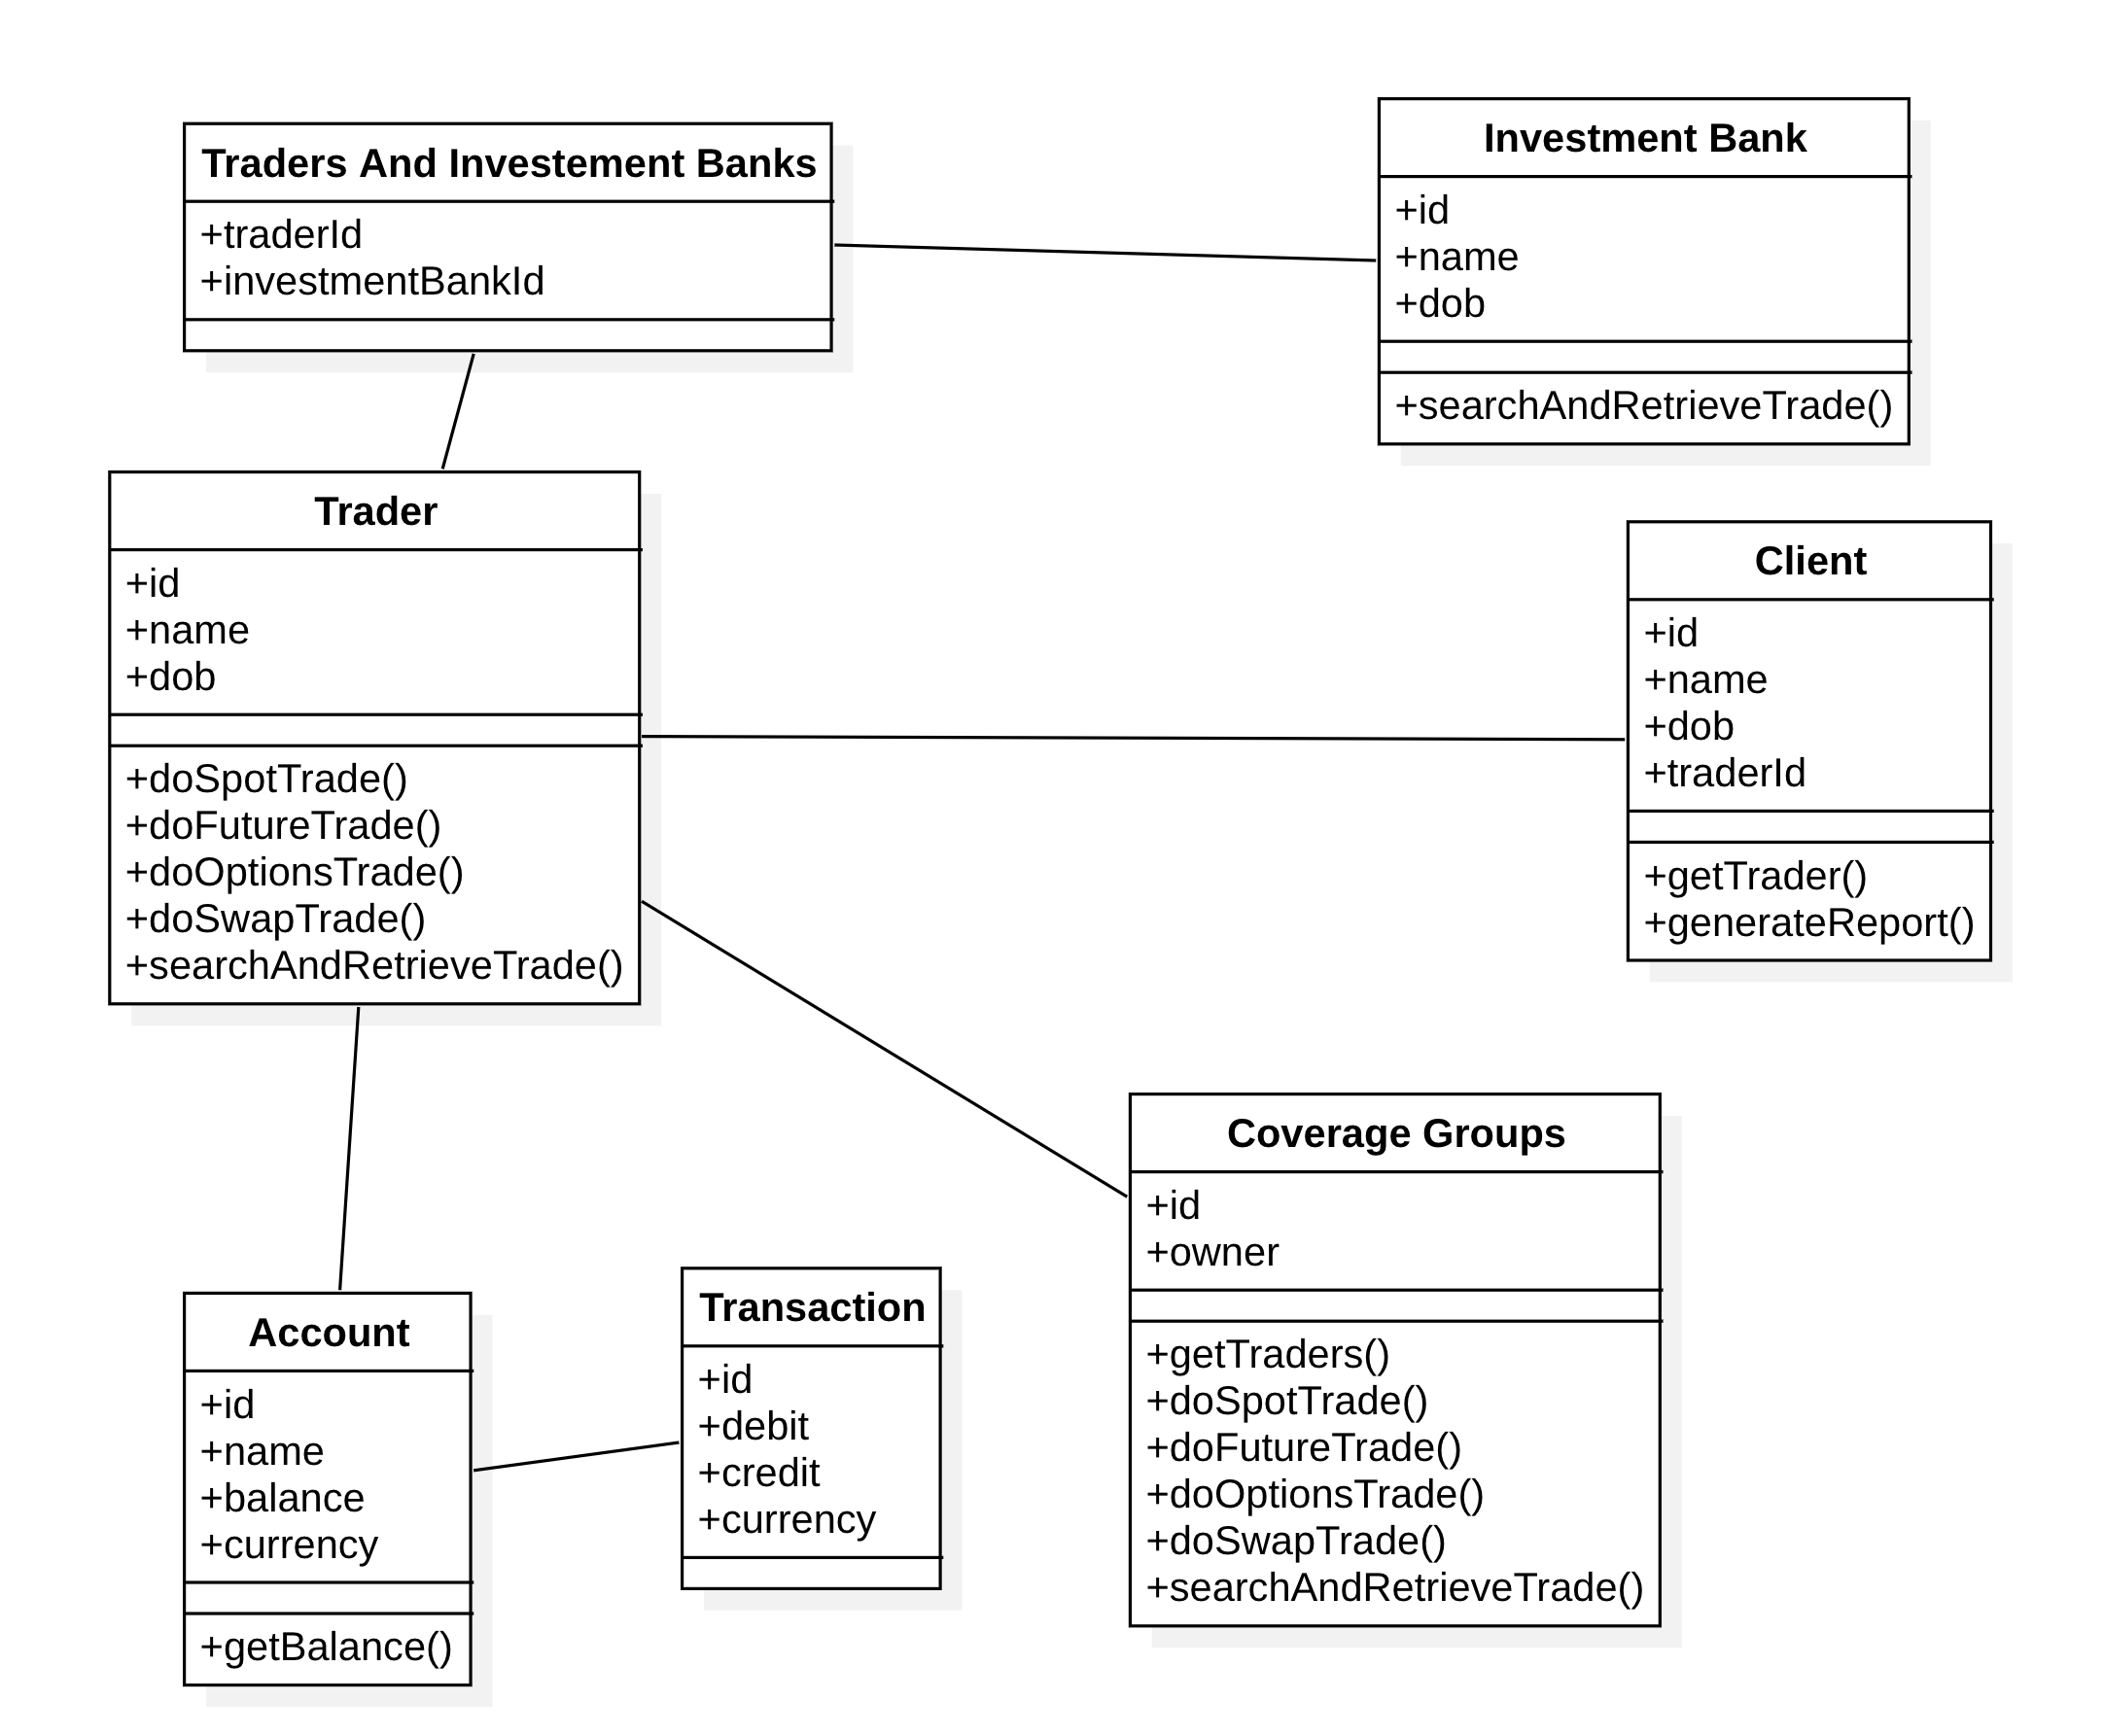 Traders And Investement Banks
+traderId
+investmentBankId
Investment Bank
+id
+name
+dob
+searchAndRetrieveTrade()
Trader
+id
+name
+dob
+doSpotTrade()
+doFutureTrade()
+doOptionsTrade()
+doSwapTrade()
+searchAndRetrieveTrade()
Client
+id
+name
+dob
+traderId
+getTrader()
+generateReport()
Account
+id
+name
+balance
+currency
+getBalance()
Transaction
+id
+debit
+credit
+currency
Coverage Groups
+id
+owner
+getTraders()
+doSpotTrade()
+doFutureTrade()
+doOptionsTrade()
+doSwapTrade()
+searchAndRetrieveTrade()